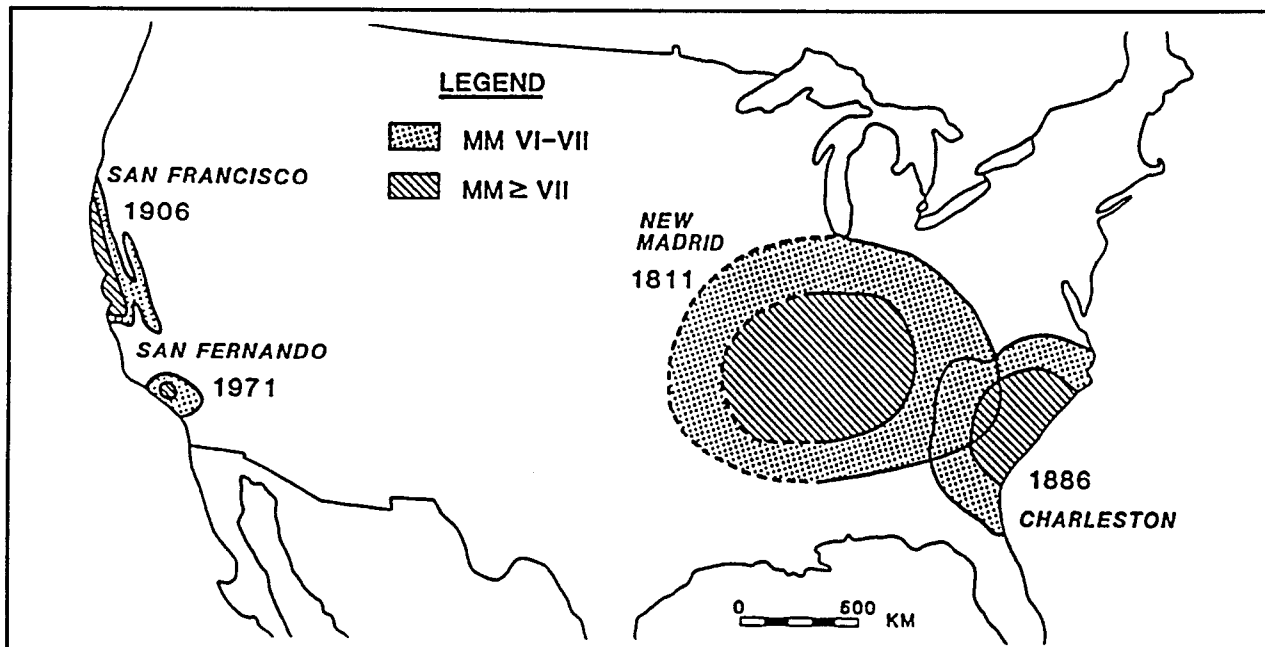 LEGEND
MM VI-VII
MM ≥ VII
SAN FRANCISCO
1906
SAN FERNANDO
1971
NEW
MADRID
1811
1886
CHARLESTON
0 500 KM